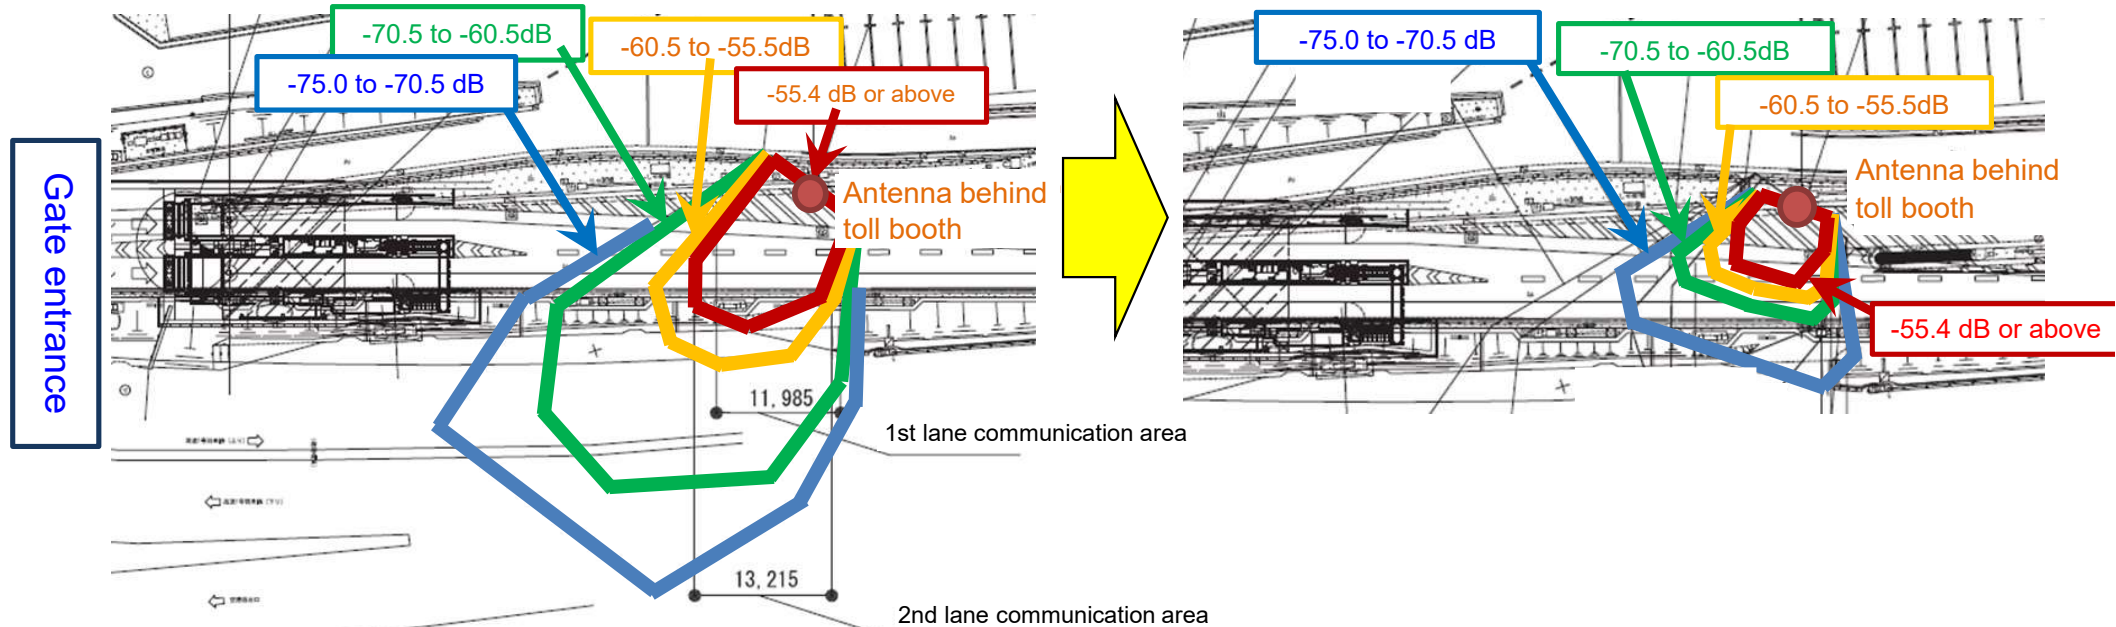 -70.5 to -60.5dB
-60.5 to -55.5dB
-75.0 to -70.5 dB
-55.4 dB or above
Gate entrance
Antenna behind
toll booth
11,985
1st lane communication area
13,215
2nd lane communication area
-75.0 to -70.5 dB
-70.5 to -60.5dB
-60.5 to -55.5dB
Antenna behind
toll booth
-55.4 dB or above